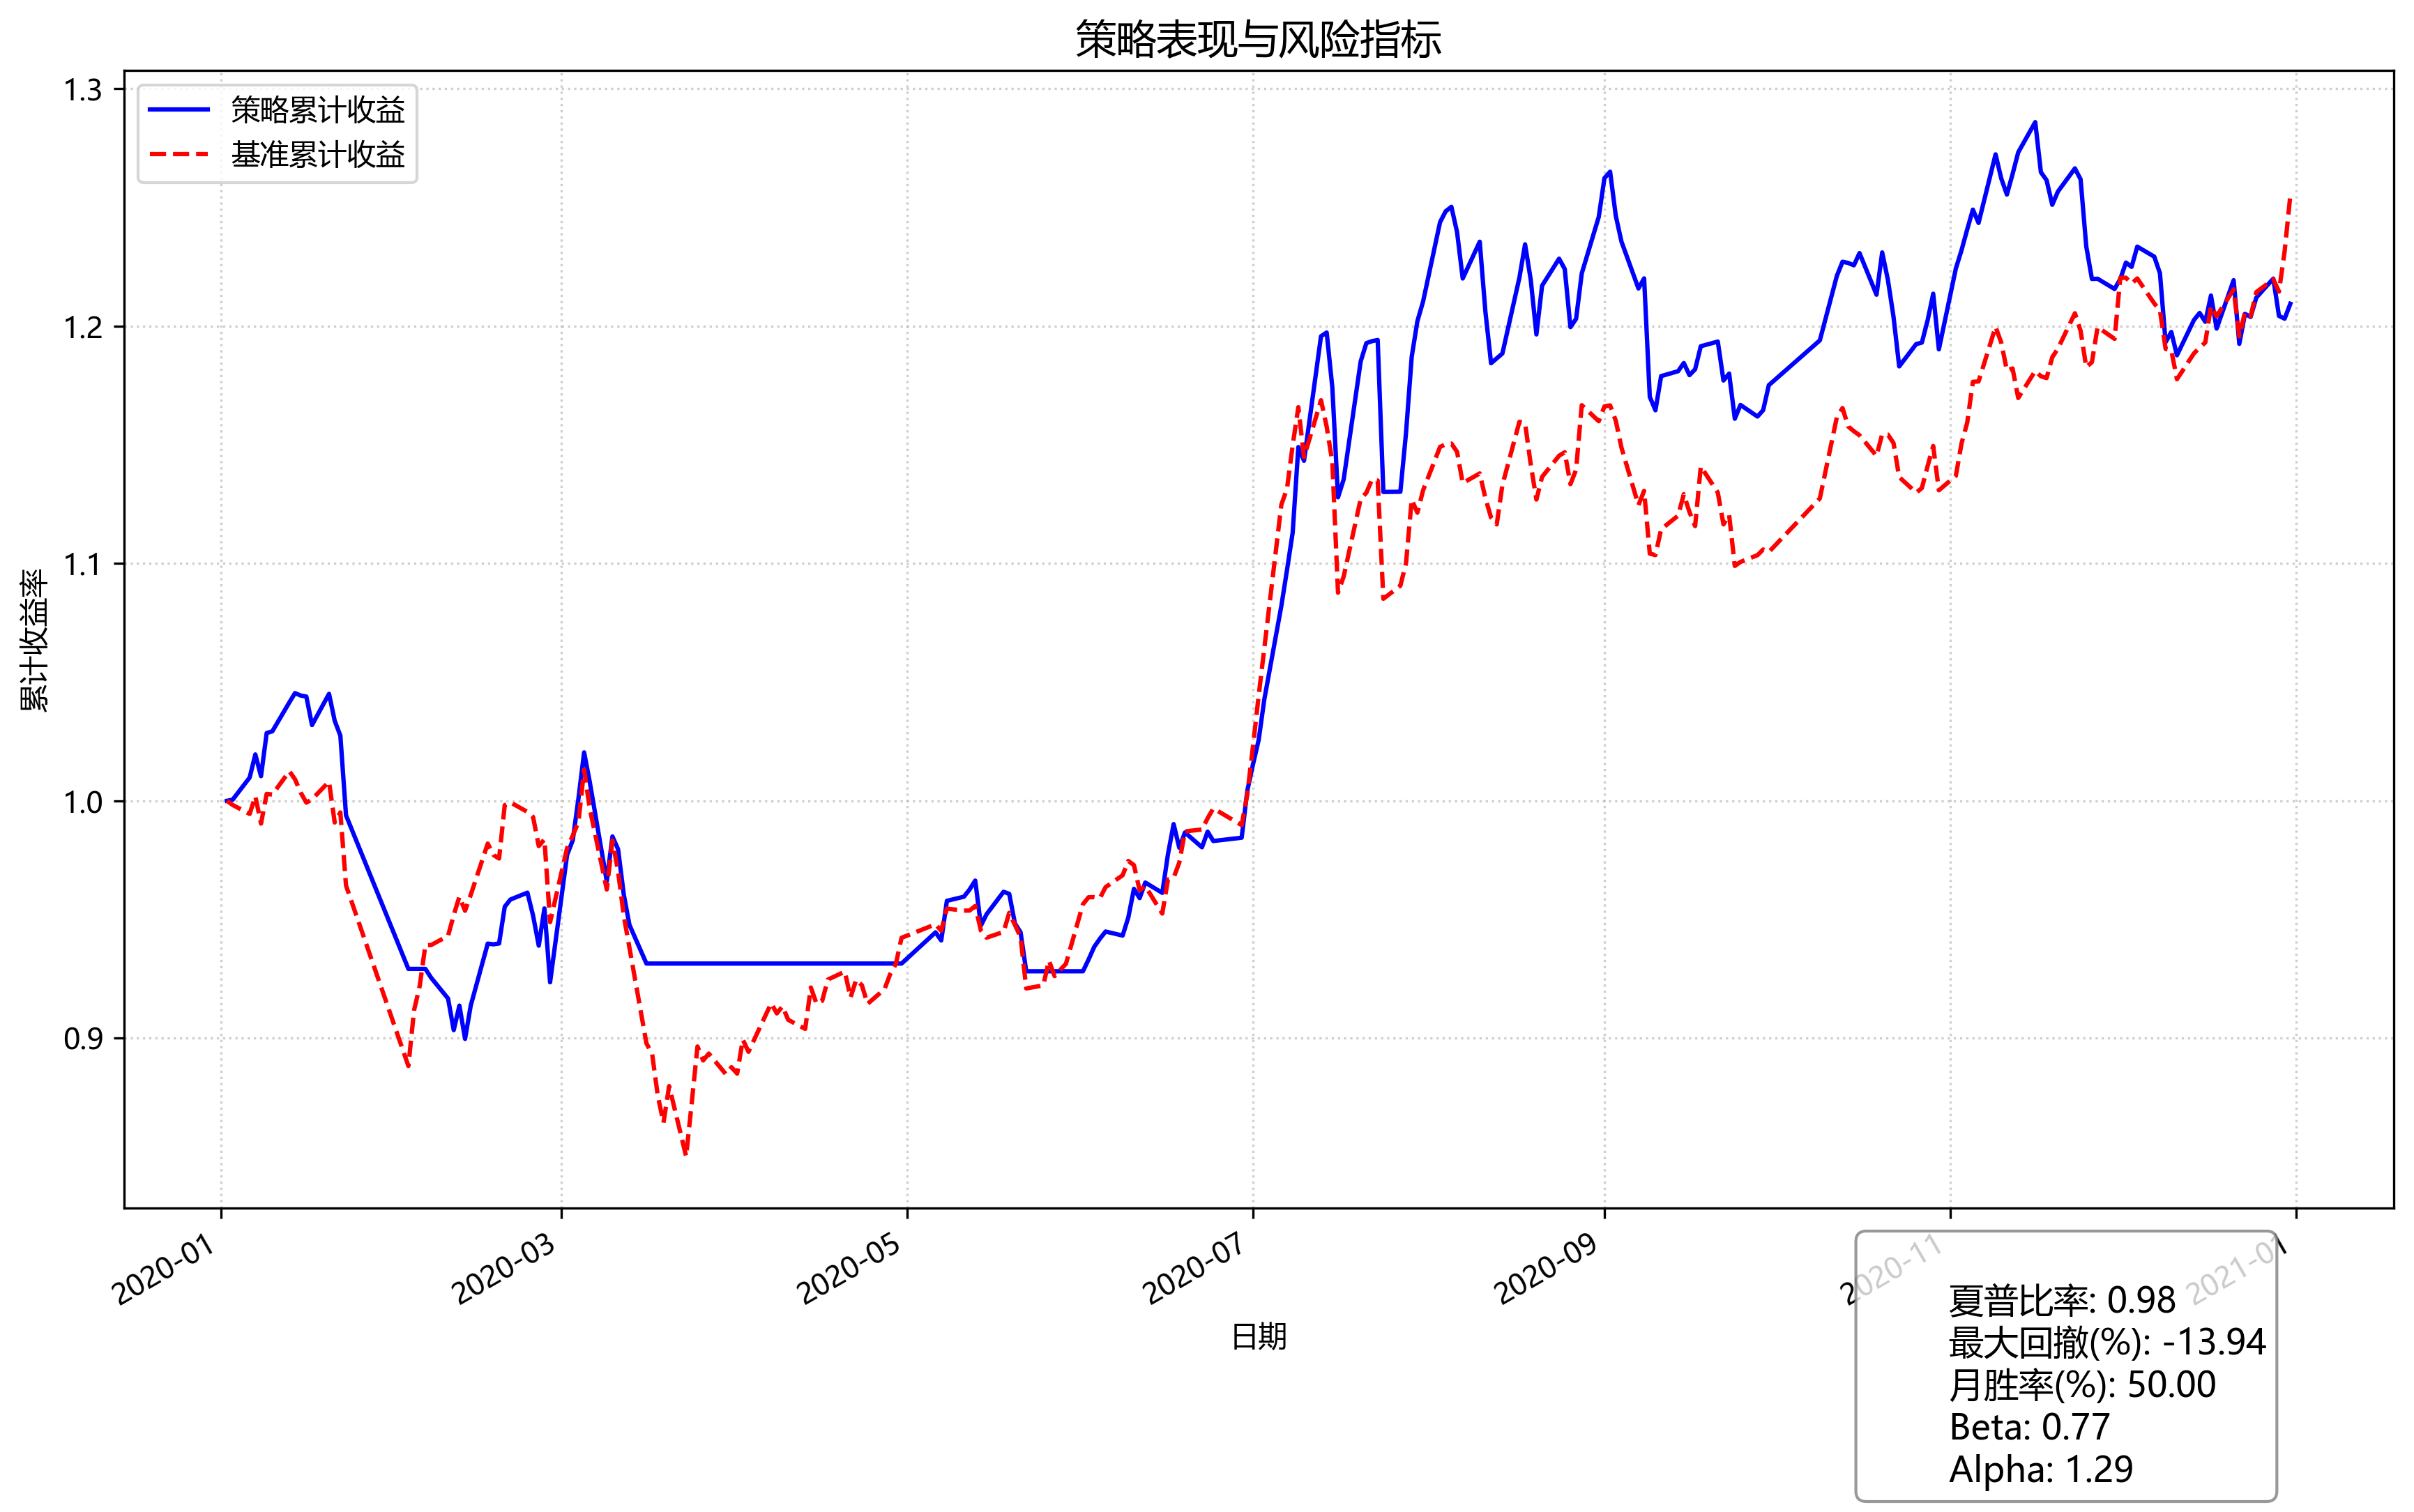 策略表现与风险指标
策略累计收益
基准累计收益
累计收益率
1.3
1.2
1.1
1.0
0.9
2020-01
2020-03
2020-05
2020-07
2020-09
2020-11
2021-01
日期
夏普比率: 0.98
最大回撤(%): -13.94
月胜率(%): 50.00
Beta: 0.77
Alpha: 1.29